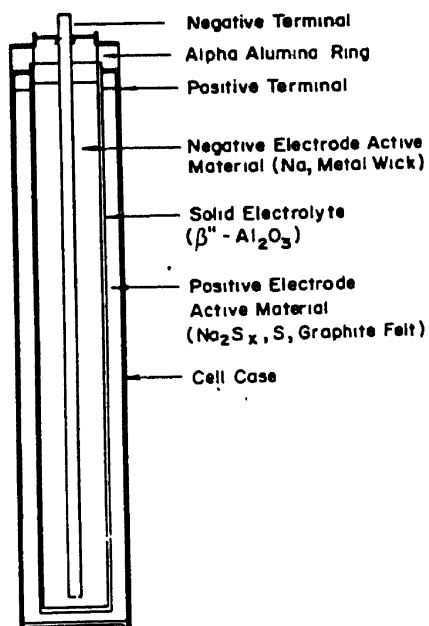 Negative Terminal
Alpha Alumina Ring
Positive Terminal
Negative Electrode Active
Material (Na, Metal Wick)
Solid Electrolyte
(β" - Al₂O₃)
Positive Electrode
Active Material
(Na₂Sₓ, S, Graphite Felt)
Cell Case